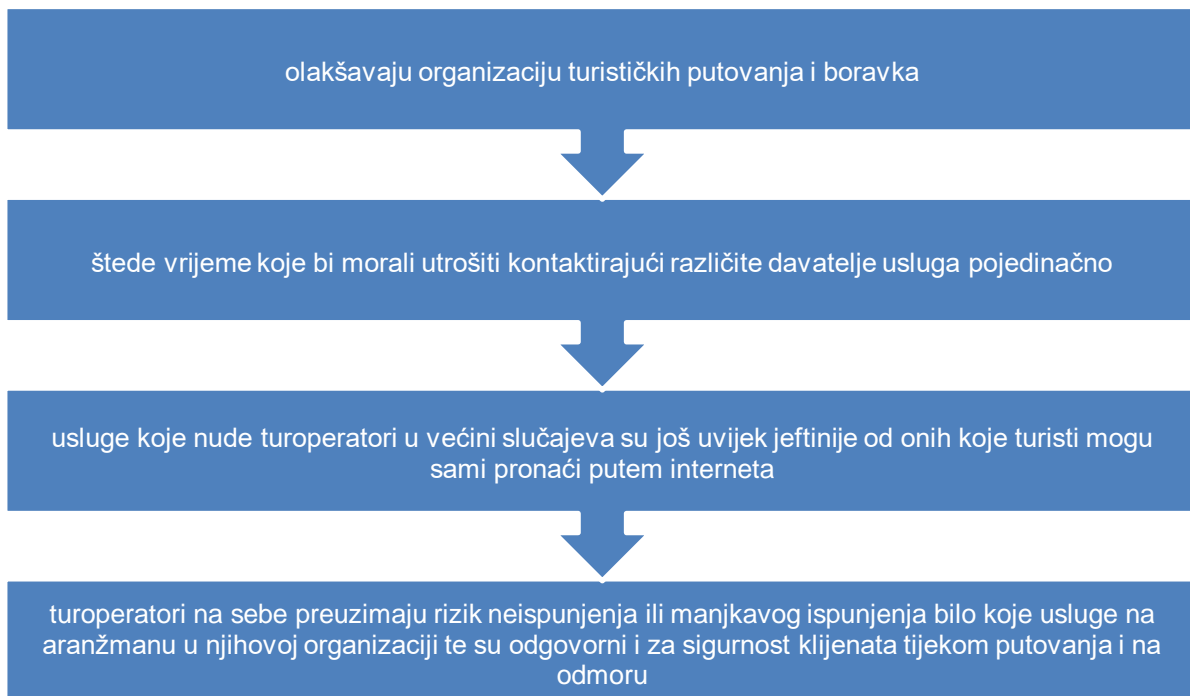 olakšavaju organizaciju turističkih putovanja i boravka
štede vrijeme koje bi morali utrošiti kontaktirajući različite davatelje usluga pojedinačno
usluge koje nude turoperatori u većini slučajeva su još uvijek jeftinije od onih koje turisti mogu
sami pronaći putem interneta
turoperatori na sebe preuzimaju rizik neispunjenja ili manjkavog ispunjenja bilo koje usluge na
aranžmanu u njihovoj organizaciji te su odgovorni i za sigurnost klijenata tijekom putovanja i na
odmoru